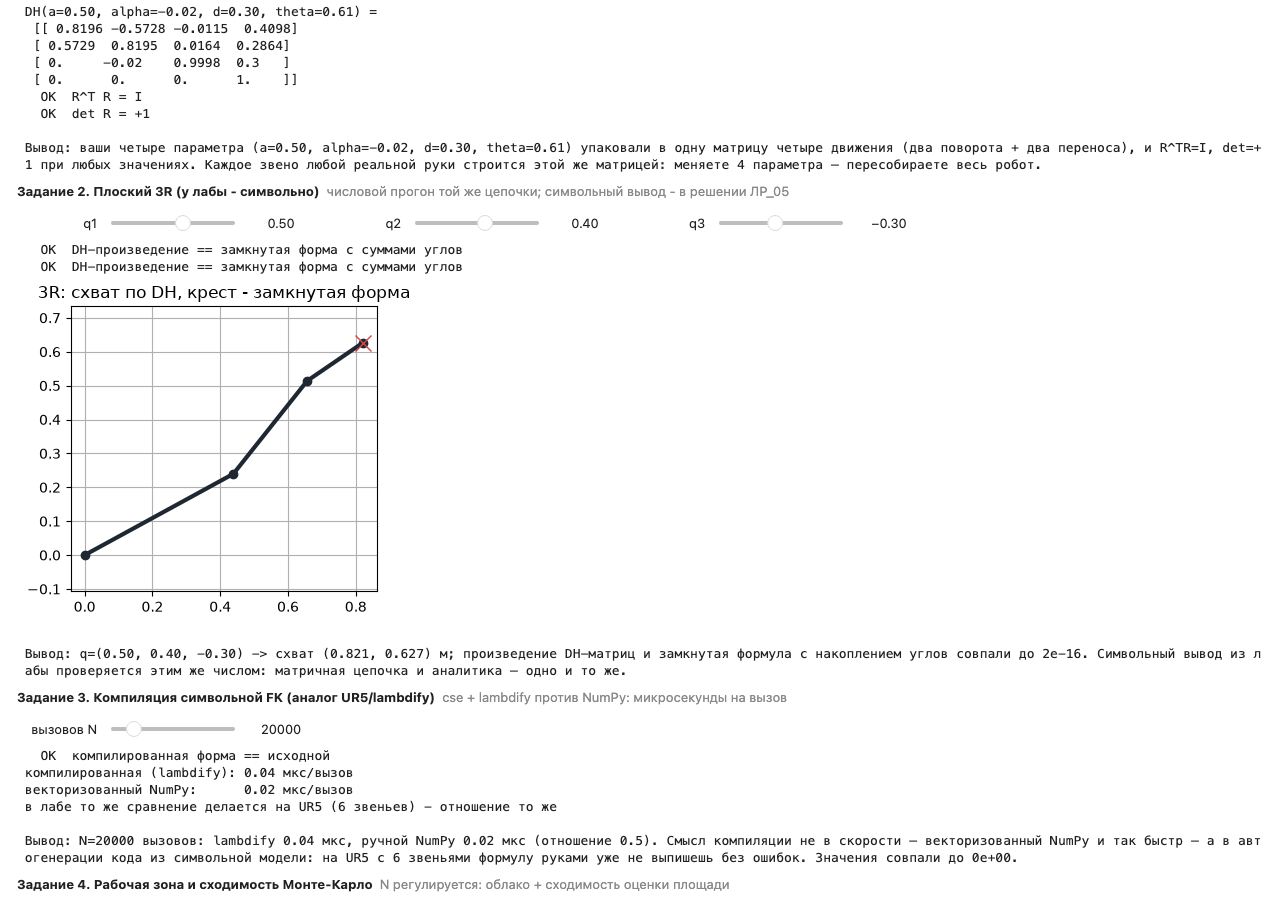 DH(a=0.50, alpha=−0.02, d=0.30, theta=0.61) =
[[ 0.8196 −0.5728 −0.0115 0.4098]
[ 0.5729 0.8195 0.0164 0.2864]
[ 0. −0.02 0.9998 0.3 ]
[ 0. 0. 0. 1. ]]
OK R^T R = I
OK det R = +1
Вывод: ваши четыре параметра (a=0.50, alpha=−0.02, d=0.30, theta=0.61) упаковали в одну матрицу четыре движения (два поворота + два переноса), и R^TR=I, det=+
1 при любых значениях. Каждое звено любой реальной руки строится этой же матрицей: меняете 4 параметра — пересобираете весь робот.
Задание 2. Плоский 3R (у лабы - символьно) числовой прогон той же цепочки; символьный вывод - в решении ЛР_05
q1 0.50 q2 0.40 q3 −0.30
OK DH−произведение == замкнутая форма с суммами углов
OK DH−произведение == замкнутая форма с суммами углов
3R: схват по DH, крест - замкнутая форма
0.7
0.6
0.5
0.4
0.3
0.2
0.1
0.0
−0.1
0.0 0.2 0.4 0.6 0.8
Вывод: q=(0.50, 0.40, −0.30) −> схват (0.821, 0.627) м; произведение DH−матриц и замкнутая формула с накоплением углов совпали до 2e−16. Символьный вывод из л
абы проверяется этим же числом: матричная цепочка и аналитика — одно и то же.
Задание 3. Компиляция символьной FK (аналог UR5/lambdify) cse + lambdify против NumPy: микросекунды на вызов
вызовов N 20000
OK компилированная форма == исходной
компилированная (lambdify): 0.04 мкс/вызов
векторизованный NumPy: 0.02 мкс/вызов
в лабе то же сравнение делается на UR5 (6 звеньев) — отношение то же
Вывод: N=20000 вызовов: lambdify 0.04 мкс, ручной NumPy 0.02 мкс (отношение 0.5). Смысл компиляции не в скорости — векторизованный NumPy и так быстр — а в авт
огенерации кода из символьной модели: на UR5 с 6 звеньями формулу руками уже не выпишешь без ошибок. Значения совпали до 0e+00.
Задание 4. Рабочая зона и сходимость Монте-Карло N регулируется: облако + сходимость оценки площади